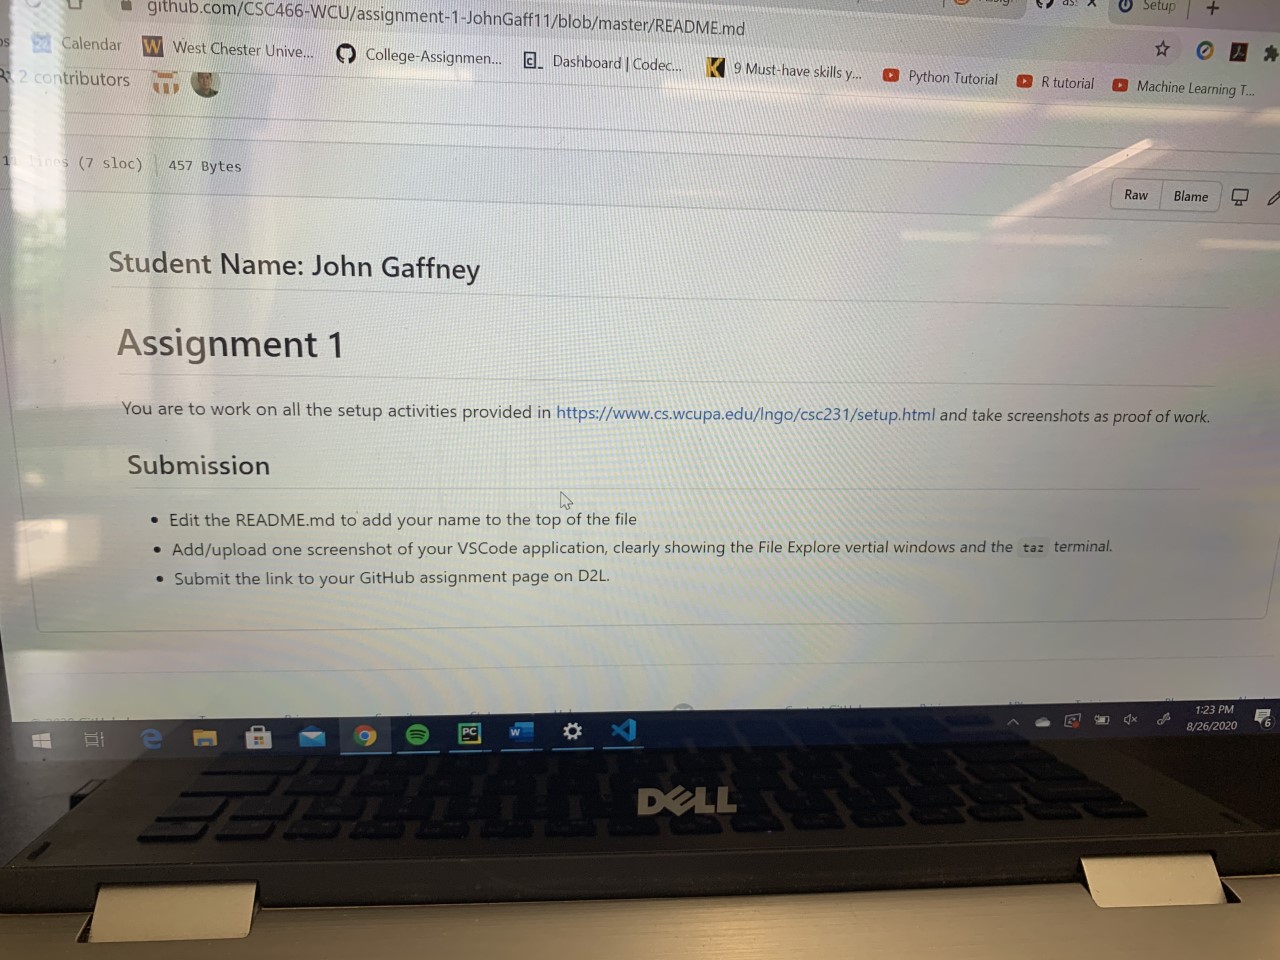 github.com/CSC466-WCU/assignment-1-JohnGaff11/blob/master/README.md
Setup
Calendar West Chester Unive... College-Assignmen... Dashboard | Codec... 9 Must-have skills y... Python Tutorial R tutorial Machine Learning T...
2 contributors
11 lines (7 sloc) 457 Bytes
Raw Blame
Student Name: John Gaffney
Assignment 1
You are to work on all the setup activities provided in https://www.cs.wcupa.edu/lngo/csc231/setup.html and take screenshots as proof of work.
Submission
• Edit the README.md to add your name to the top of the file
• Add/upload one screenshot of your VSCode application, clearly showing the File Explore vertial windows and the taz terminal.
• Submit the link to your GitHub assignment page on D2L.
1:23 PM
8/26/2020
6
DELL